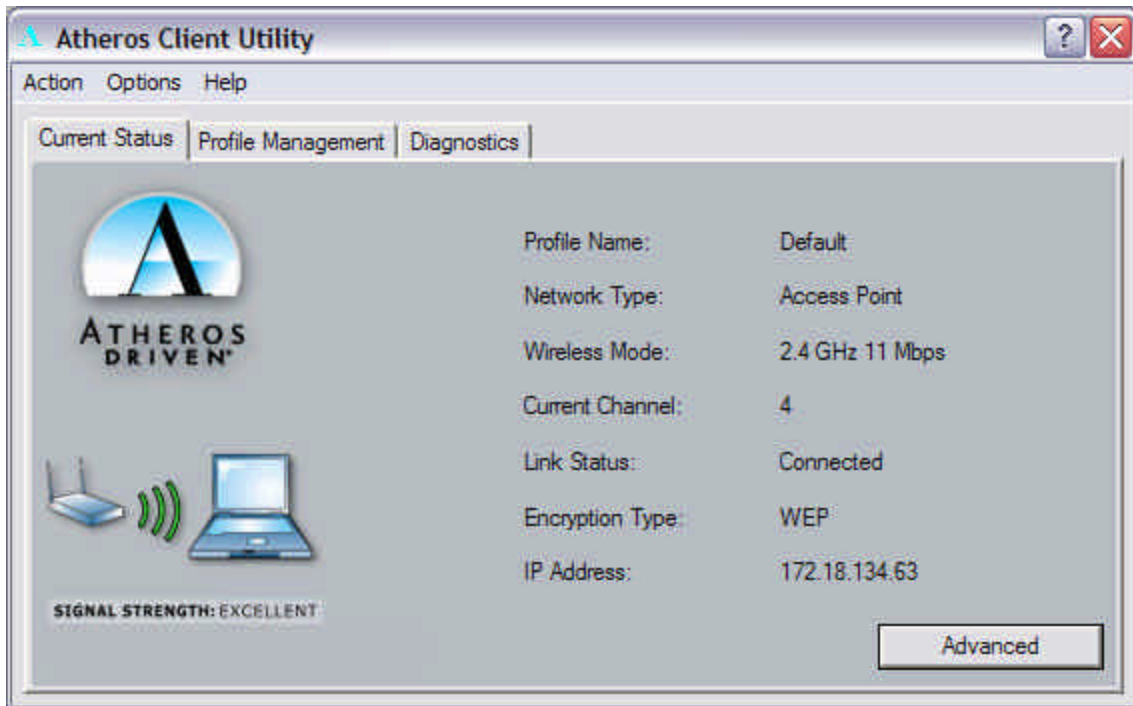 Atheros Client Utility
Action Options Help
Current Status Profile Management Diagnostics
ATHEROS
DRIVEN
Profile Name: Default
Network Type: Access Point
Wireless Mode: 2.4 GHz 11 Mbps
Current Channel: 4
Link Status: Connected
Encryption Type: WEP
IP Address: 172.18.134.63
SIGNAL STRENGTH: EXCELLENT
Advanced